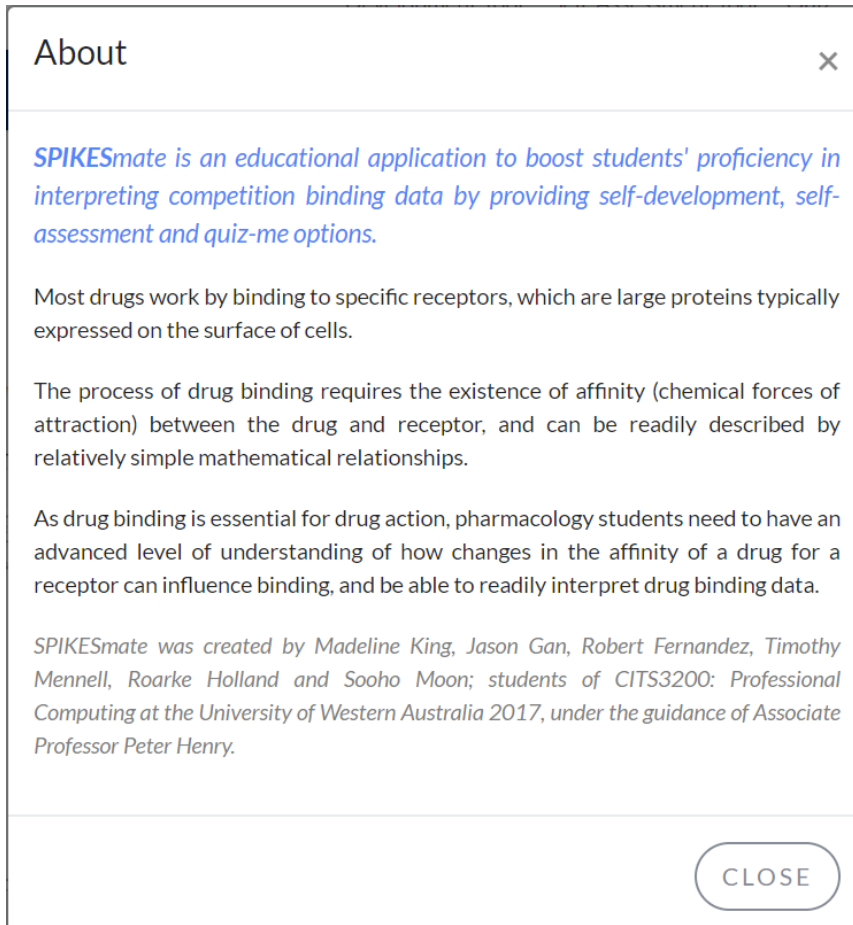 About
×
SPIKESmate is an educational application to boost students' proficiency in
interpreting competition binding data by providing self-development, self-
assessment and quiz-me options.
Most drugs work by binding to specific receptors, which are large proteins typically
expressed on the surface of cells.
The process of drug binding requires the existence of affinity (chemical forces of
attraction) between the drug and receptor, and can be readily described by
relatively simple mathematical relationships.
As drug binding is essential for drug action, pharmacology students need to have an
advanced level of understanding of how changes in the affinity of a drug for a
receptor can influence binding, and be able to readily interpret drug binding data.
SPIKESmate was created by Madeline King, Jason Gan, Robert Fernandez, Timothy
Mennell, Roarke Holland and Sooho Moon; students of CITS3200: Professional
Computing at the University of Western Australia 2017, under the guidance of Associate
Professor Peter Henry.
CLOSE